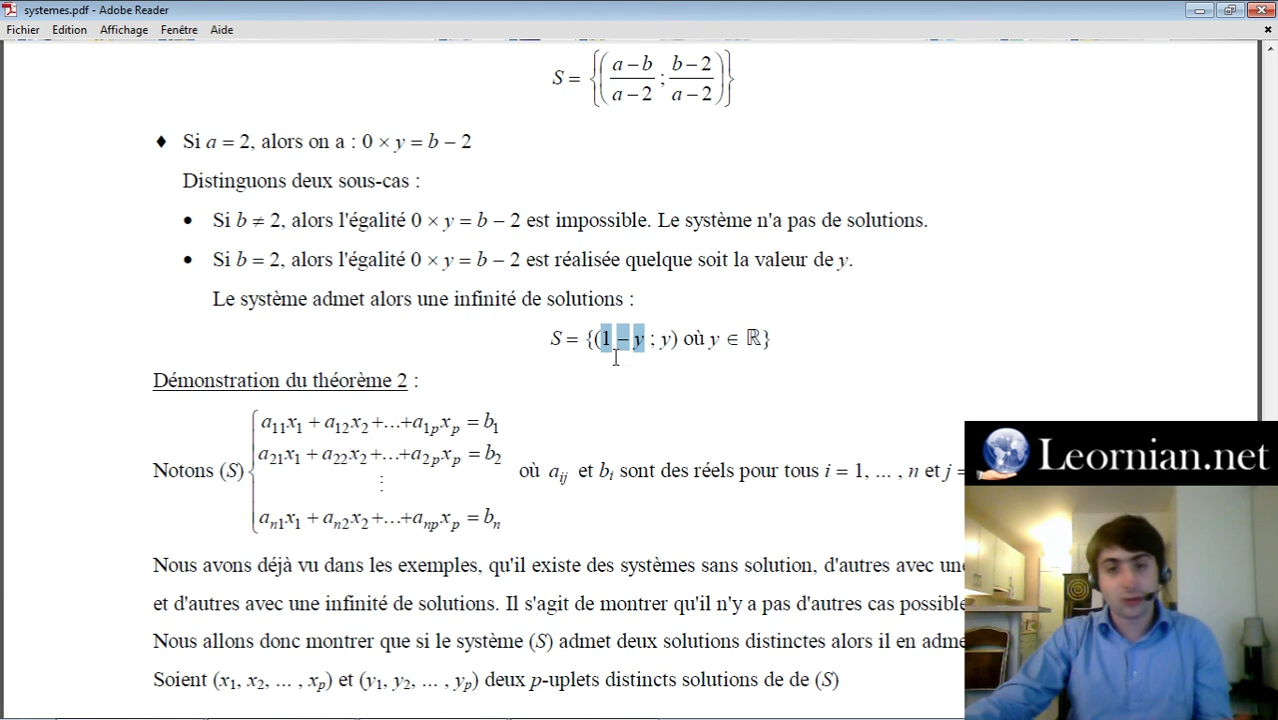 systemes.pdf - Adobe Reader
Fichier Edition Affichage Fenêtre Aide
S = {((a − b)/(a − 2) ; (b − 2)/(a − 2))}
♦ Si a = 2, alors on a : 0 × y = b − 2
Distinguons deux sous-cas :
• Si b ≠ 2, alors l'égalité 0 × y = b − 2 est impossible. Le système n'a pas de solutions.
• Si b = 2, alors l'égalité 0 × y = b − 2 est réalisée quelque soit la valeur de y.
Le système admet alors une infinité de solutions :
S = {(1 − y ; y) où y ∈ ℝ}
Démonstration du théorème 2 :
a₁₁x₁ + a₁₂x₂ +...+a₁ₚxₚ = b₁
a₂₁x₁ + a₂₂x₂ +...+a₂ₚxₚ = b₂
Notons (S) { ⋮ où aᵢⱼ et bᵢ sont des réels pour tous i = 1, ... , n et j =
aₙ₁x₁ + aₙ₂x₂ +...+aₙₚxₚ = bₙ
Leornian.net
Nous avons déjà vu dans les exemples, qu'il existe des systèmes sans solution, d'autres avec une
et d'autres avec une infinité de solutions. Il s'agit de montrer qu'il n'y a pas d'autres cas possible
Nous allons donc montrer que si le système (S) admet deux solutions distinctes alors il en adme
Soient (x₁, x₂, ... , xₚ) et (y₁, y₂, ... , yₚ) deux p-uplets distincts solutions de de (S)